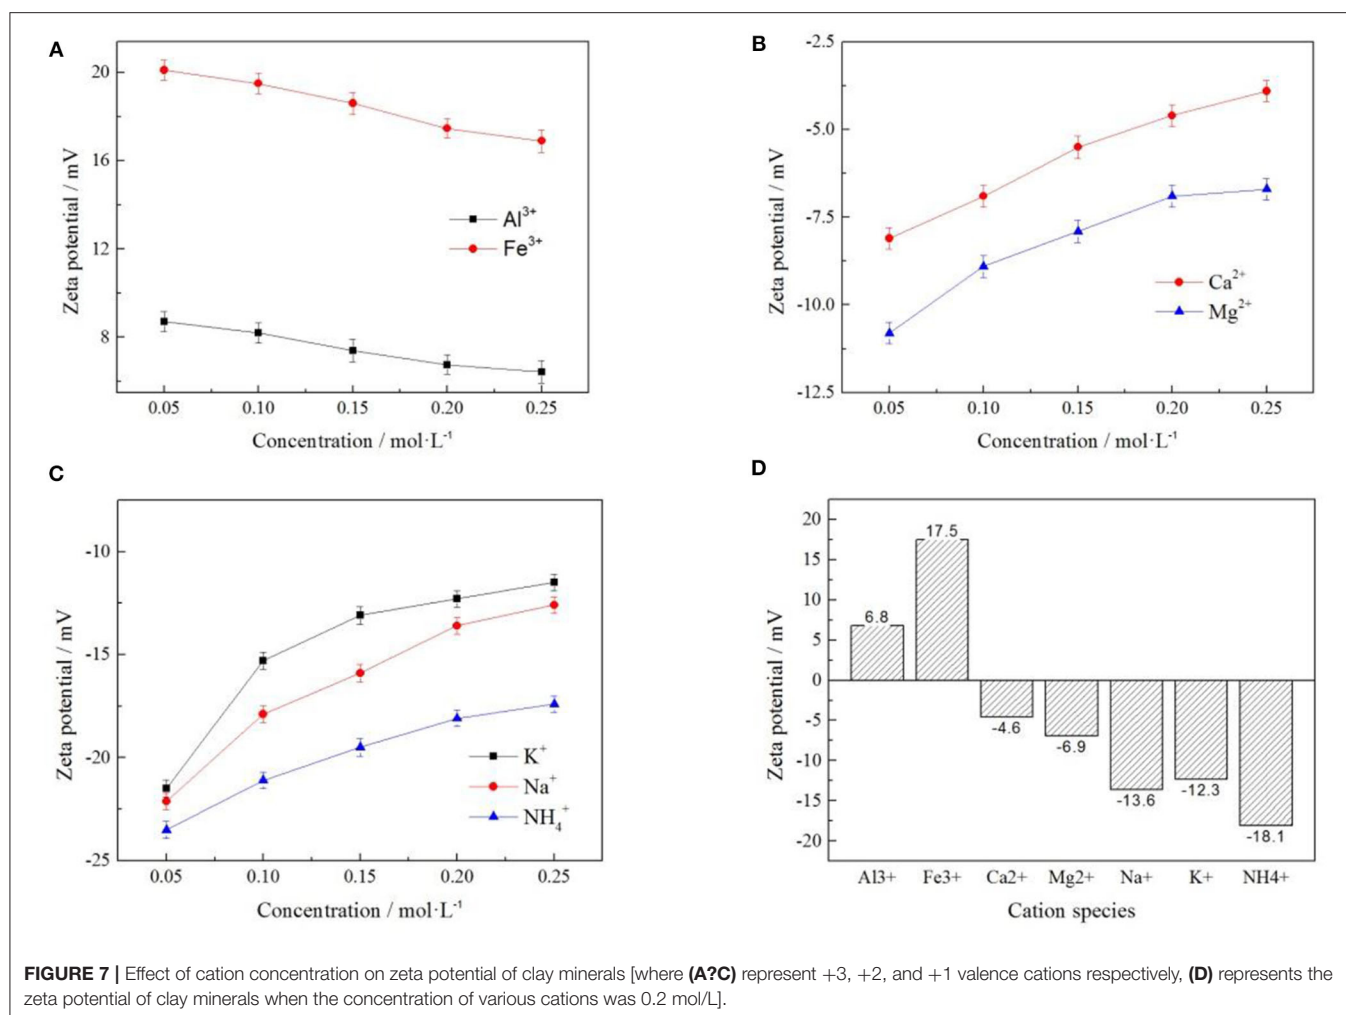 A
20
16
12
8
Zeta potential / mV
Al³⁺
Fe³⁺
0.05 0.10 0.15 0.20 0.25
Concentration / mol·L⁻¹
B
-2.5
-5.0
-7.5
-10.0
-12.5
Zeta potential / mV
Ca²⁺
Mg²⁺
0.05 0.10 0.15 0.20 0.25
Concentration / mol·L⁻¹
C
-10
-15
-20
-25
Zeta potential / mV
K⁺
Na⁺
NH₄⁺
0.05 0.10 0.15 0.20 0.25
Concentration / mol·L⁻¹
D
20
15
10
5
0
-5
-10
-15
-20
Zeta potential / mV
6.8
17.5
-4.6
-6.9
-13.6
-12.3
-18.1
Al3+ Fe3+ Ca2+ Mg2+ Na+ K+ NH4+
Cation species
FIGURE 7 | Effect of cation concentration on zeta potential of clay minerals [where (A?C) represent +3, +2, and +1 valence cations respectively, (D) represents the
zeta potential of clay minerals when the concentration of various cations was 0.2 mol/L].